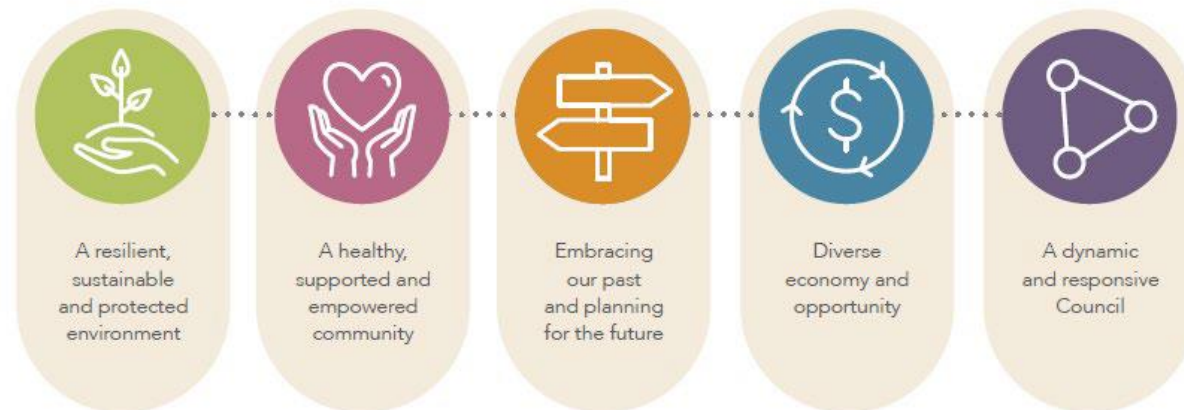 A resilient,
sustainable
and protected
environment
A healthy,
supported and
empowered
community
Embracing
our past
and planning
for the future
Diverse
economy and
opportunity
A dynamic
and responsive
Council